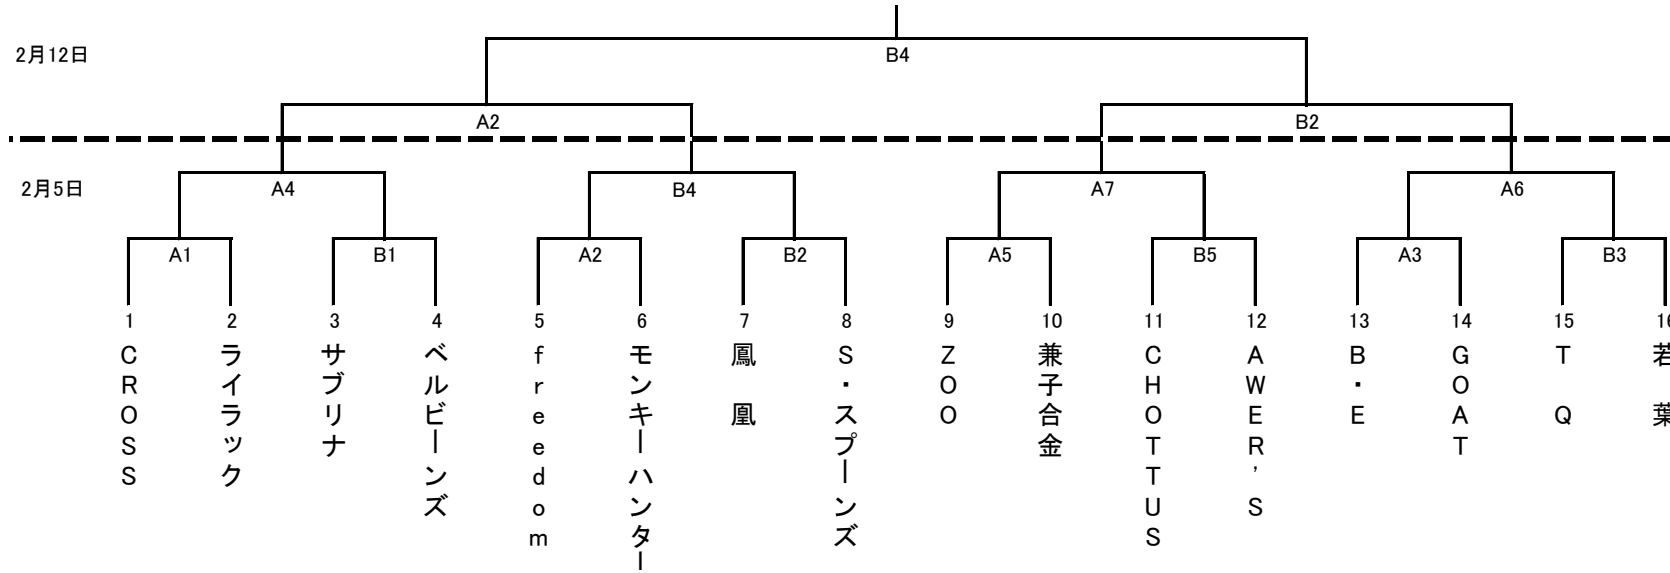 2月12日
B4
A2
B2
2月5日
A4
B4
A7
A6
A1
B1
A2
B2
A5
B5
A3
B3
1
2
3
4
5
6
7
8
9
10
11
12
13
14
15
16
CROSS
ライラック
サブリナ
ベルビーンズ
freedom
モンキーハンター
鳳凰
S・スプーンズ
ZOO
兼子合金
CHOTTUS
AWER'S
B・E
GOAT
TQ
若葉